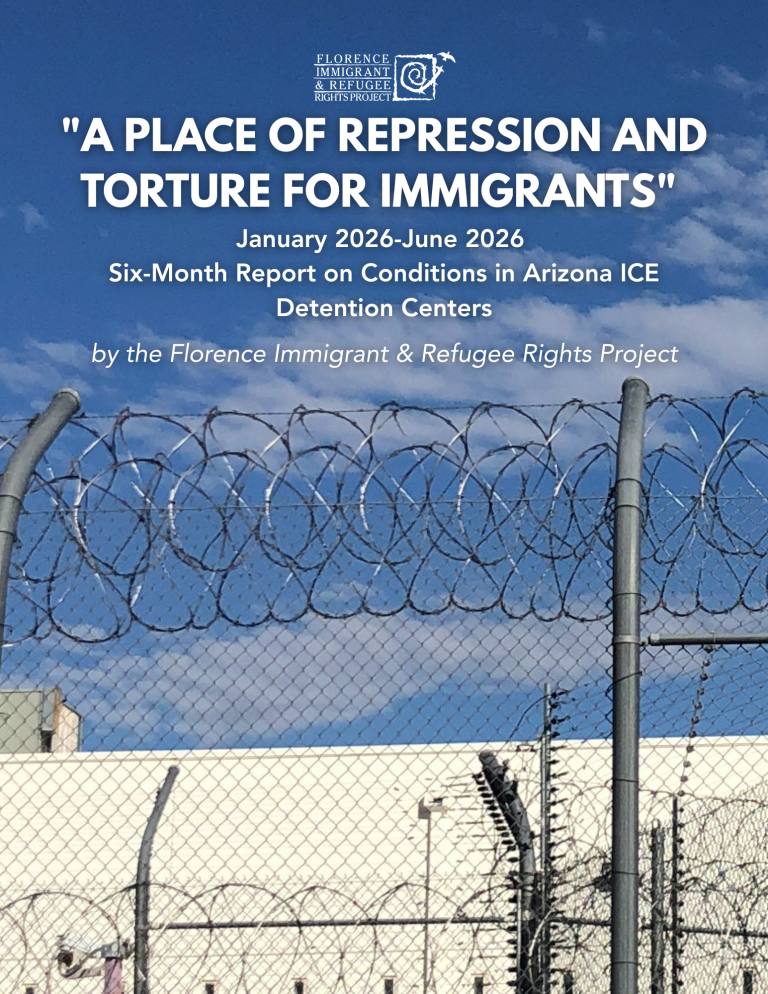 FLORENCE
IMMIGRANT
& REFUGEE
RIGHTS PROJECT
"A PLACE OF REPRESSION AND
TORTURE FOR IMMIGRANTS"
January 2026-June 2026
Six-Month Report on Conditions in Arizona ICE
Detention Centers
by the Florence Immigrant & Refugee Rights Project